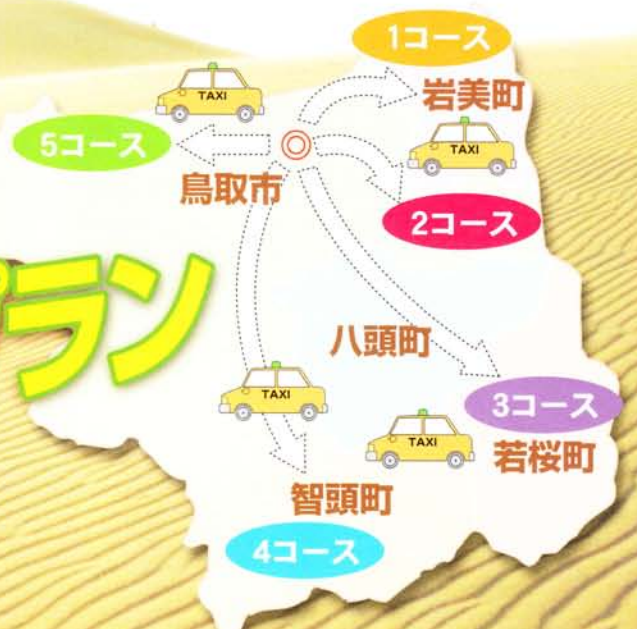 1コース
岩美町
TAXI
TAXI
5コース
鳥取市
2コース
プラン
八頭町
TAXI
3コース
TAXI
若桜町
智頭町
4コース